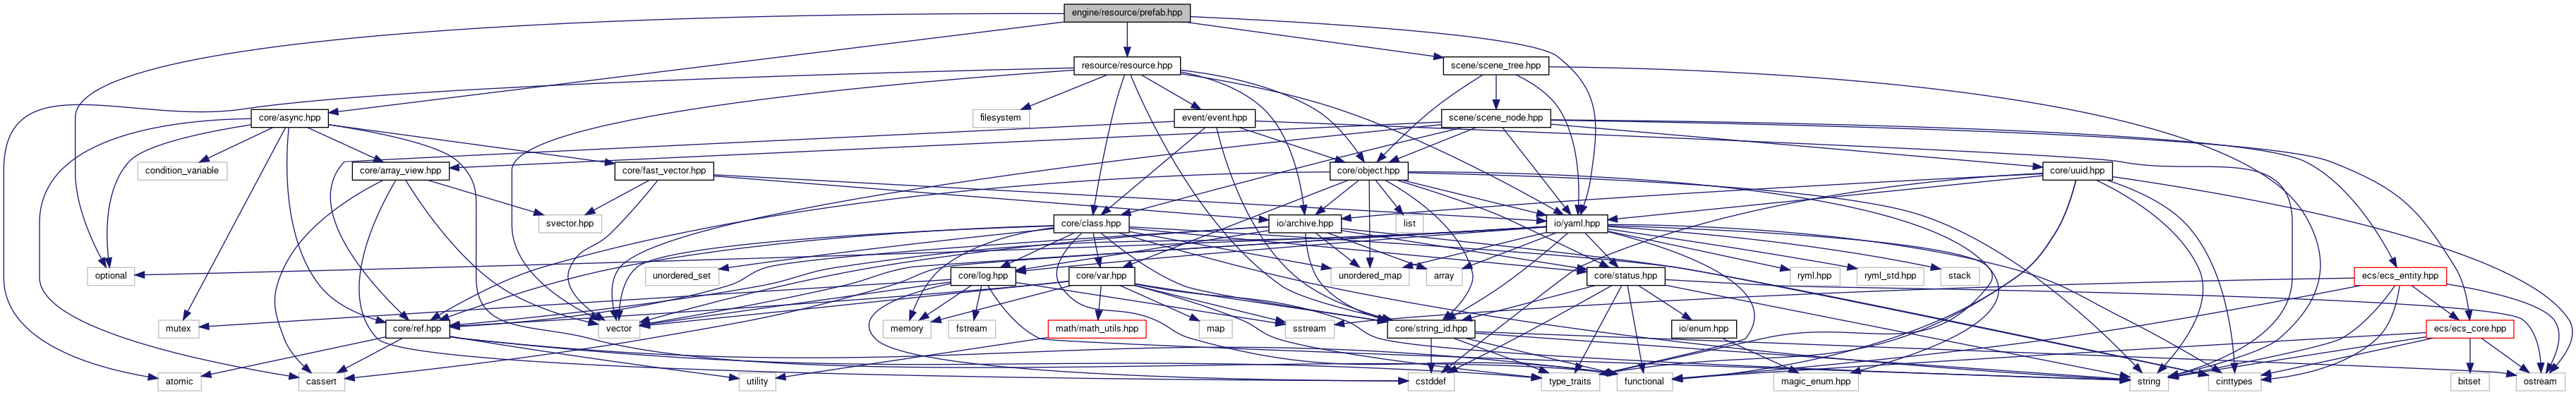 engine/resource/prefab.hpp
resource/resource.hpp
scene/scene_tree.hpp
core/async.hpp
filesystem
event/event.hpp
scene/scene_node.hpp
condition_variable
core/array_view.hpp
core/fast_vector.hpp
core/object.hpp
core/uuid.hpp
svector.hpp
core/class.hpp
io/archive.hpp
list
io/yaml.hpp
optional
unordered_set
core/log.hpp
core/var.hpp
unordered_map
array
core/status.hpp
ryml.hpp
ryml_std.hpp
stack
ecs/ecs_entity.hpp
mutex
core/ref.hpp
vector
memory
fstream
math/math_utils.hpp
map
sstream
core/string_id.hpp
io/enum.hpp
ecs/ecs_core.hpp
atomic
cassert
utility
cstddef
type_traits
functional
magic_enum.hpp
string
cinttypes
bitset
ostream